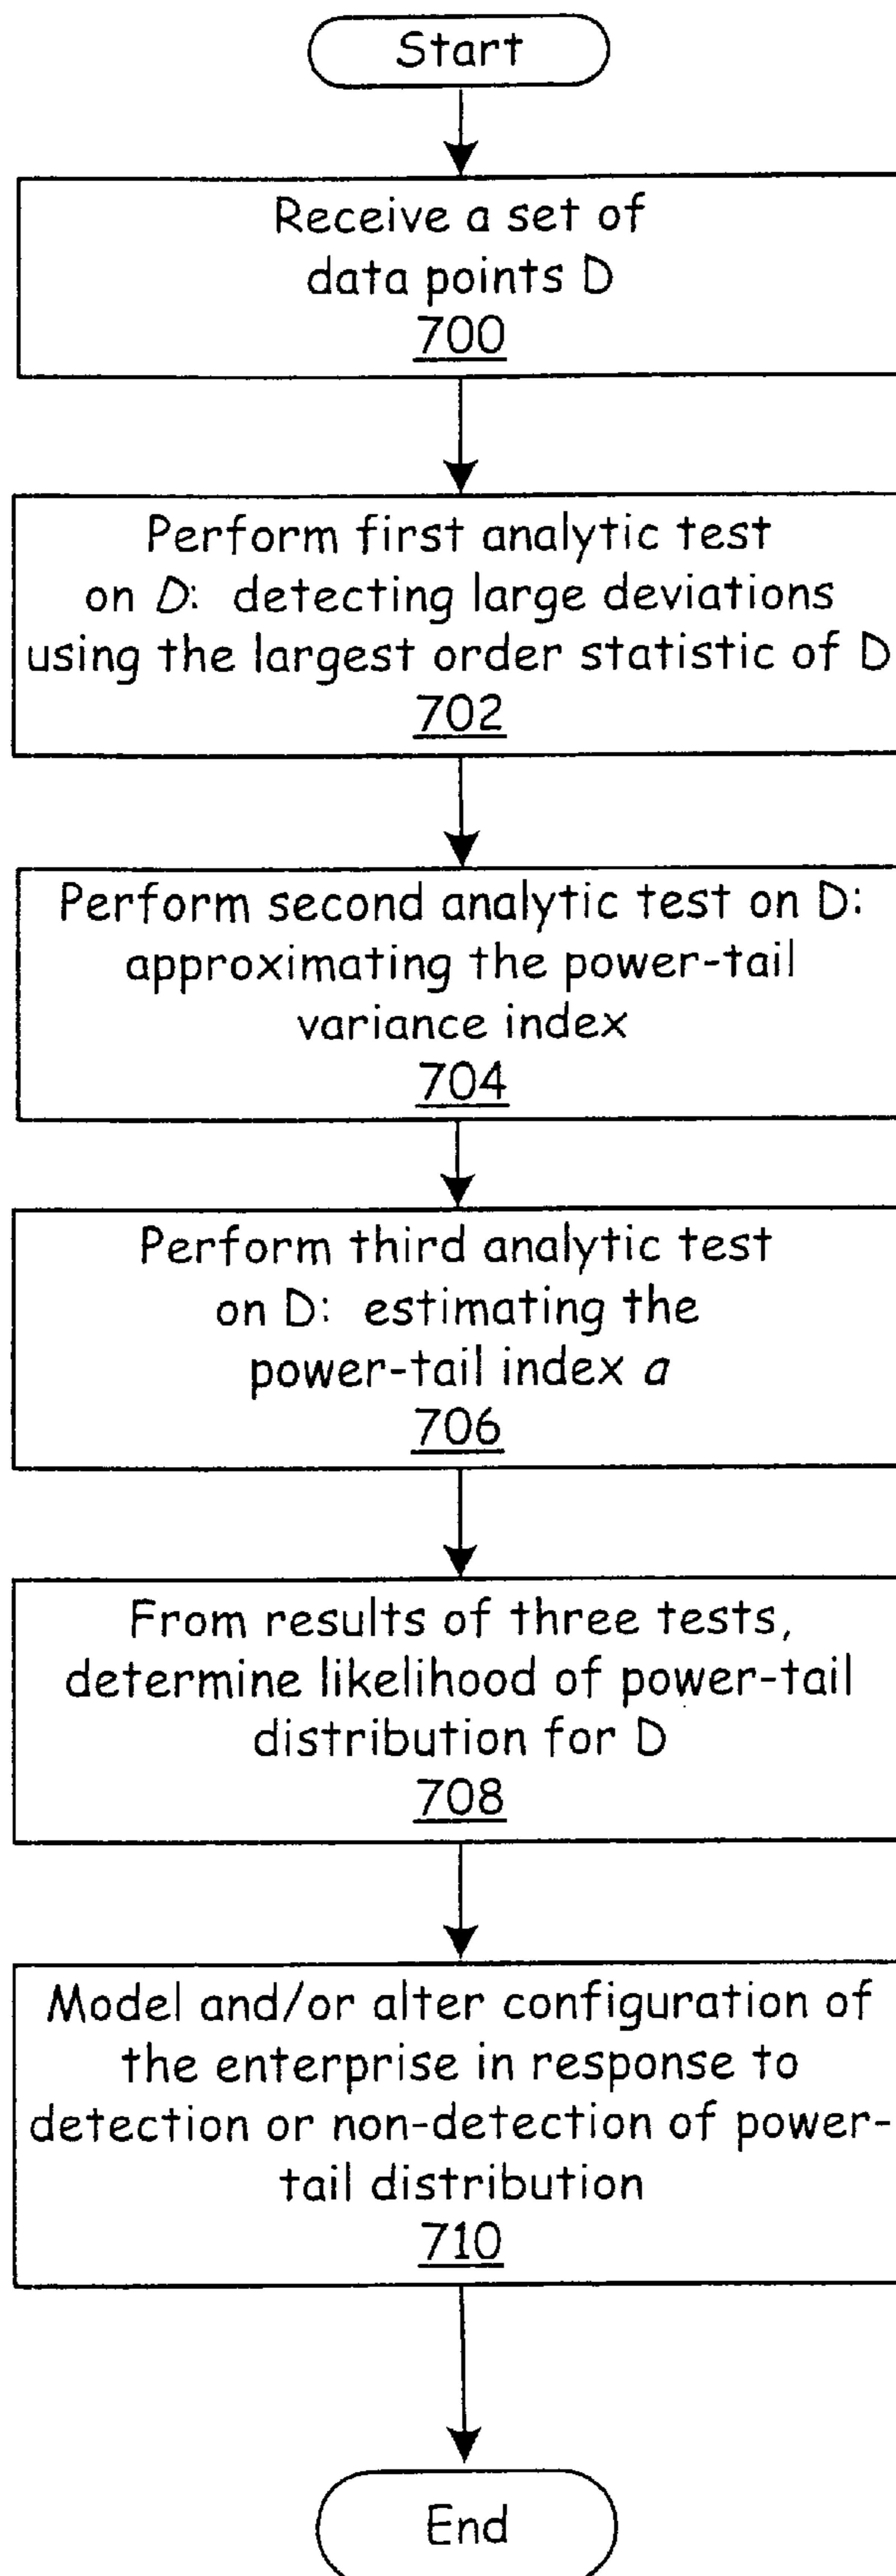 Start
Receive a set of
data points D
700
Perform first analytic test
on D: detecting large deviations
using the largest order statistic of D
702
Perform second analytic test on D:
approximating the power-tail
variance index
704
Perform third analytic test
on D: estimating the
power-tail index a
706
From results of three tests,
determine likelihood of power-tail
distribution for D
708
Model and/or alter configuration of
the enterprise in response to
detection or non-detection of power-
tail distribution
710
End